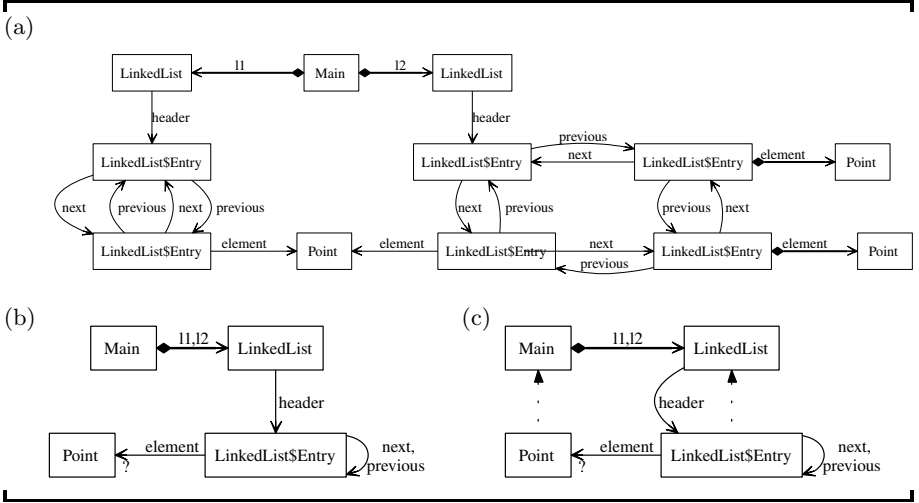 (a)
LinkedList l1 Main l2 LinkedList
header header
previous
LinkedList$Entry LinkedList$Entry next LinkedList$Entry element Point
next previous next previous next previous previous next
LinkedList$Entry element Point element LinkedList$Entry next LinkedList$Entry element Point
previous
(b) (c)
Main l1,l2 LinkedList Main l1,l2 LinkedList
header header
Point element LinkedList$Entry next, Point element LinkedList$Entry next,
? previous ? previous